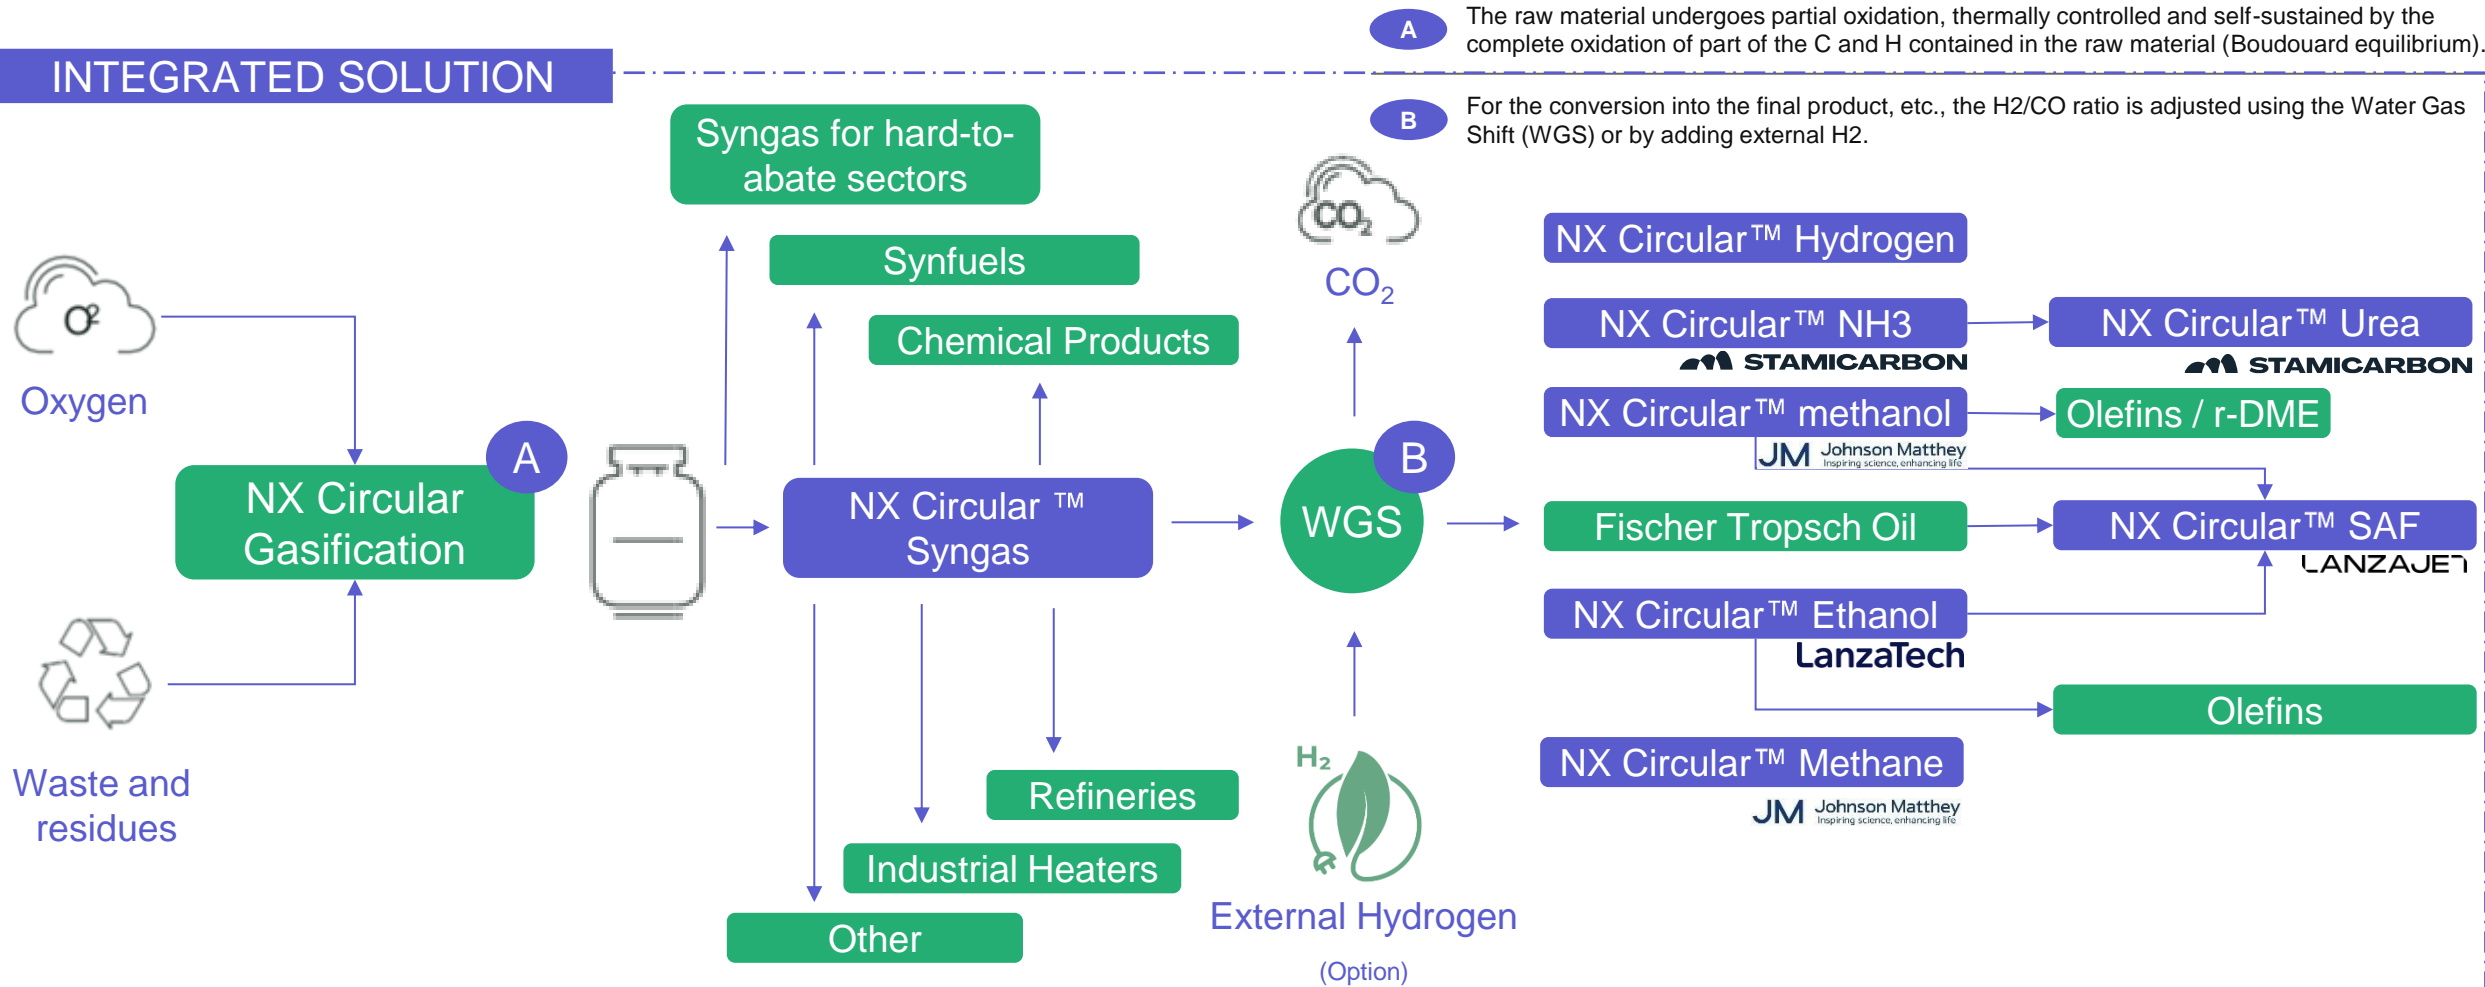 A
The raw material undergoes partial oxidation, thermally controlled and self-sustained by the
complete oxidation of part of the C and H contained in the raw material (Boudouard equilibrium).
INTEGRATED SOLUTION
B
For the conversion into the final product, etc., the H2/CO ratio is adjusted using the Water Gas
Shift (WGS) or by adding external H2.
Syngas for hard-to-
abate sectors
Synfuels
Chemical Products
O2
Oxygen
A
NX Circular
Gasification
Waste and
residues
NX Circular ™
Syngas
Refineries
Industrial Heaters
Other
CO₂
CO₂
B
WGS
H₂
External Hydrogen
(Option)
NX Circular™ Hydrogen
NX Circular™ NH3
STAMICARBON
NX Circular™ Urea
STAMICARBON
NX Circular™ methanol
JM Johnson Matthey
Inspiring science, enhancing life
Olefins / r-DME
Fischer Tropsch Oil
NX Circular™ SAF
LANZAJET
NX Circular™ Ethanol
LanzaTech
Olefins
NX Circular™ Methane
JM Johnson Matthey
Inspiring science, enhancing life